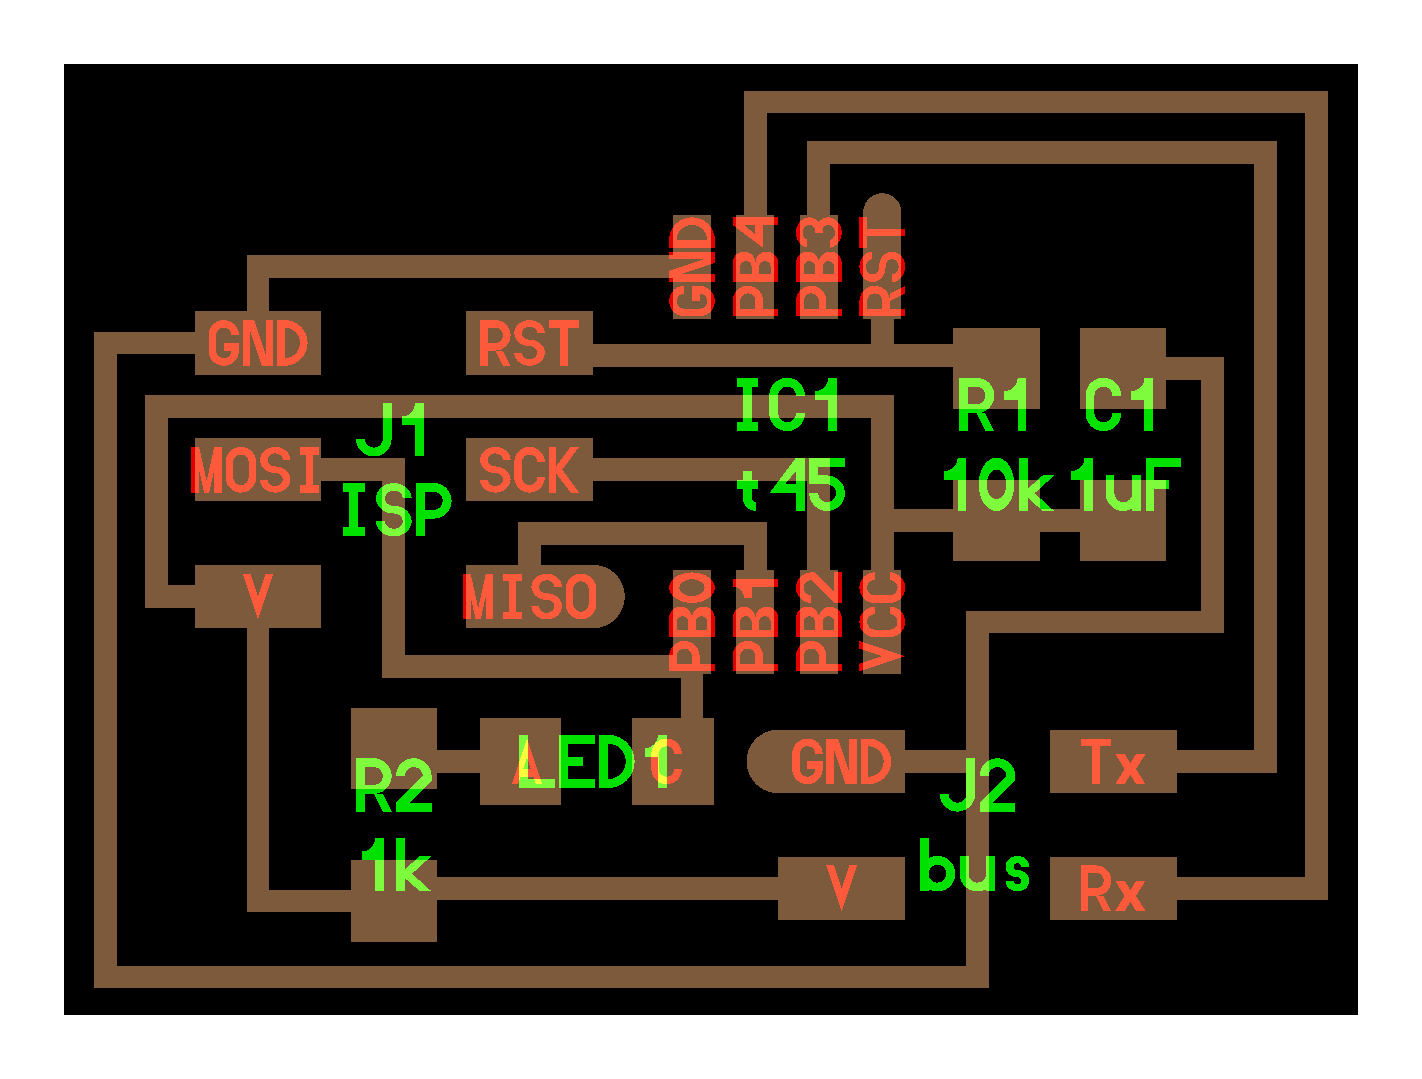 GND
PB4
PB3
RST
GND
RST
IC1
t45
R1
10k
C1
1uF
J1
ISP
MOSI
SCK
V
MISO
PB0
PB1
PB2
VCC
R2
1k
A
LED1
C
GND
J2
bus
Tx
V
Rx